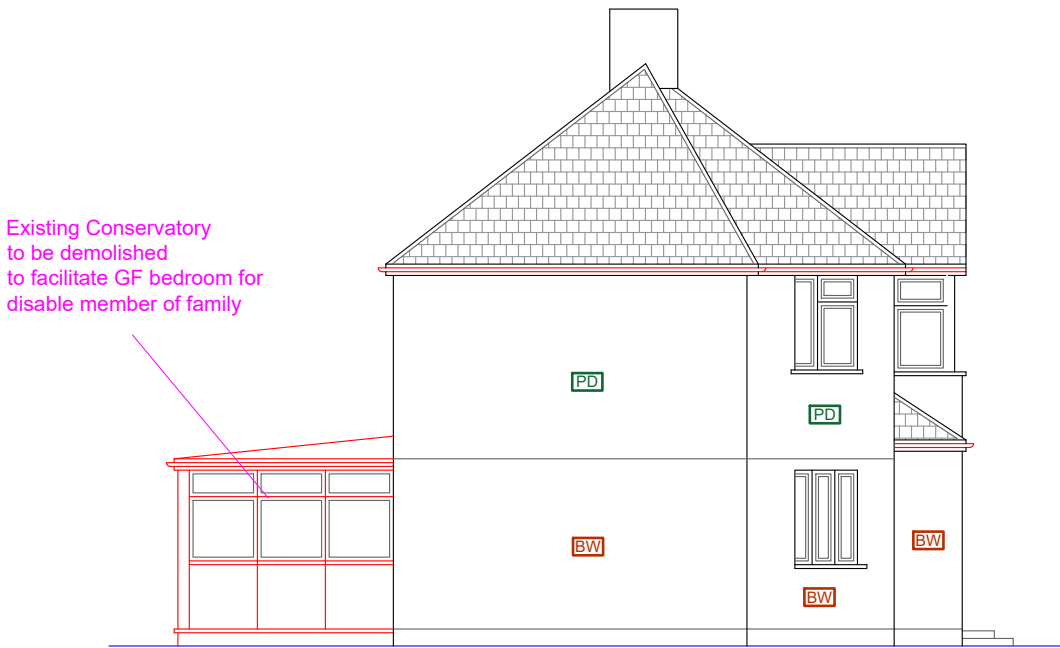 Existing Conservatory
to be demolished
to facilitate GF bedroom for
disable member of family
PD
PD
BW
BW
BW